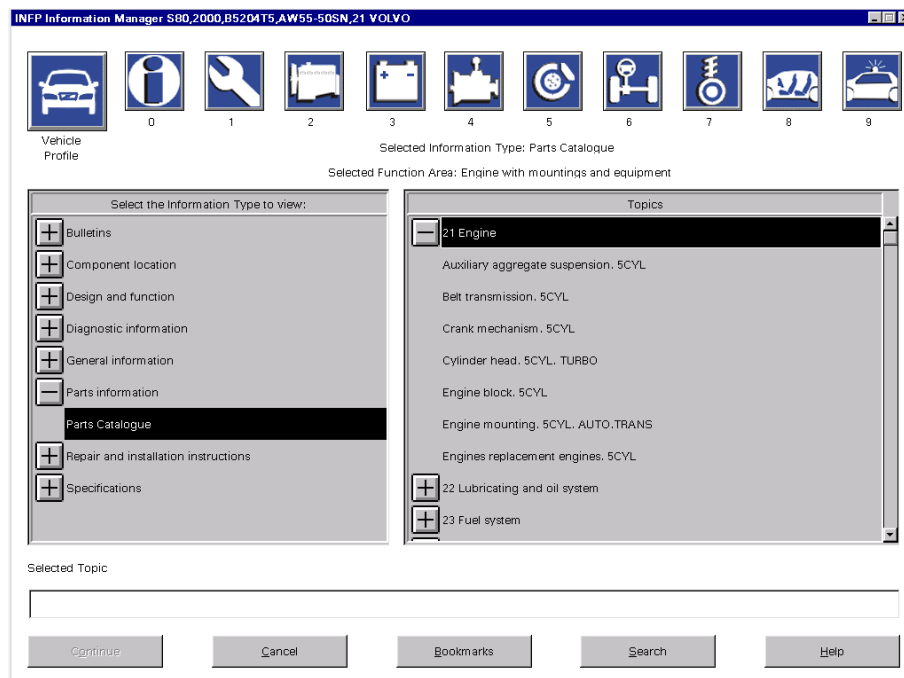 INFP Information Manager S80,2000,B5204T5,AW55-50SN,21 VOLVO
0 1 2 3 4 5 6 7 8 9
Vehicle
Profile
Selected Information Type: Parts Catalogue
Selected Function Area: Engine with mountings and equipment
Select the Information Type to view:
Bulletins
Component location
Design and function
Diagnostic information
General information
Parts information
Parts Catalogue
Repair and installation instructions
Specifications
Topics
21 Engine
Auxiliary aggregate suspension. 5CYL
Belt transmission. 5CYL
Crank mechanism. 5CYL
Cylinder head. 5CYL. TURBO
Engine block. 5CYL
Engine mounting. 5CYL. AUTO.TRANS
Engines replacement engines. 5CYL
22 Lubricating and oil system
23 Fuel system
Selected Topic
Continue
Cancel
Bookmarks
Search
Help